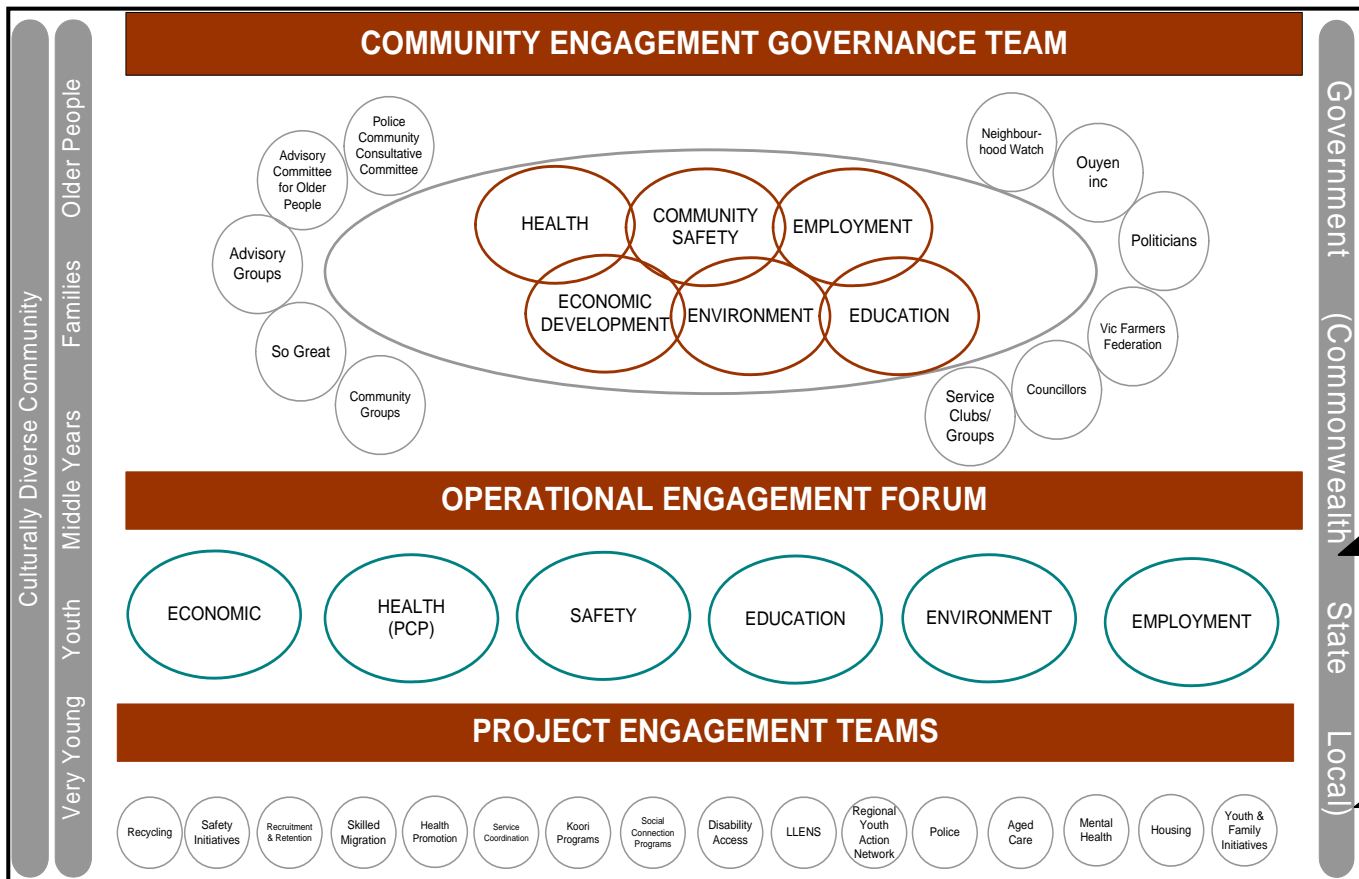 COMMUNITY ENGAGEMENT GOVERNANCE TEAM
Culturally Diverse Community
Very Young Youth Middle Years Families Older People
Government (Commonwealth State Local)
Police
Community
Consultative
Committee
Advisory
Committee
for Older
People
Advisory
Groups
So Great
Community
Groups
HEALTH
COMMUNITY
SAFETY
EMPLOYMENT
ECONOMIC
DEVELOPMENT
ENVIRONMENT
EDUCATION
Neighbour-
hood Watch
Ouyen
inc
Politicians
Vic Farmers
Federation
Councillors
Service
Clubs/
Groups
OPERATIONAL ENGAGEMENT FORUM
ECONOMIC
HEALTH
(PCP)
SAFETY
EDUCATION
ENVIRONMENT
EMPLOYMENT
PROJECT ENGAGEMENT TEAMS
Recycling
Safety
Initiatives
Recruitment
& Retention
Skilled
Migration
Health
Promotion
Service
Coordination
Koori
Programs
Social
Connection
Programs
Disability
Access
LLENS
Regional
Youth
Action
Network
Police
Aged
Care
Mental
Health
Housing
Youth &
Family
Initiatives